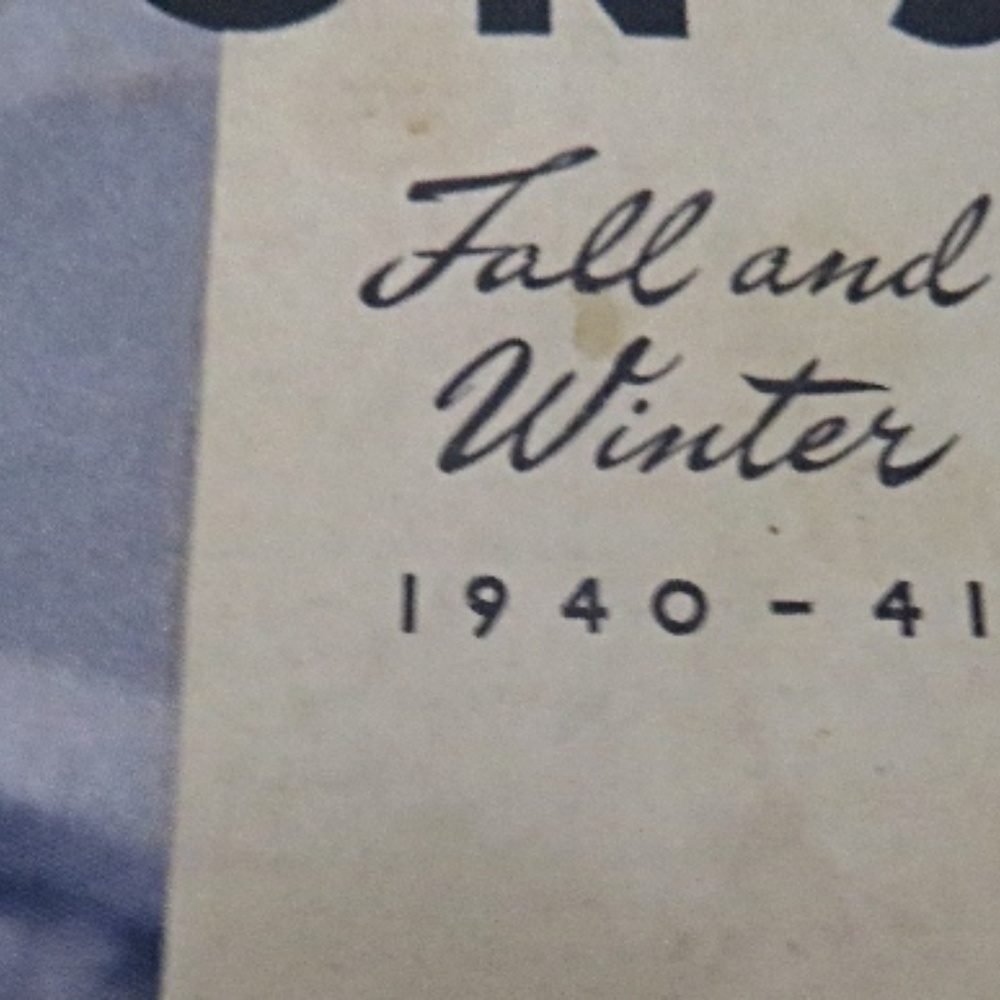 Fall and
Winter
1940-41